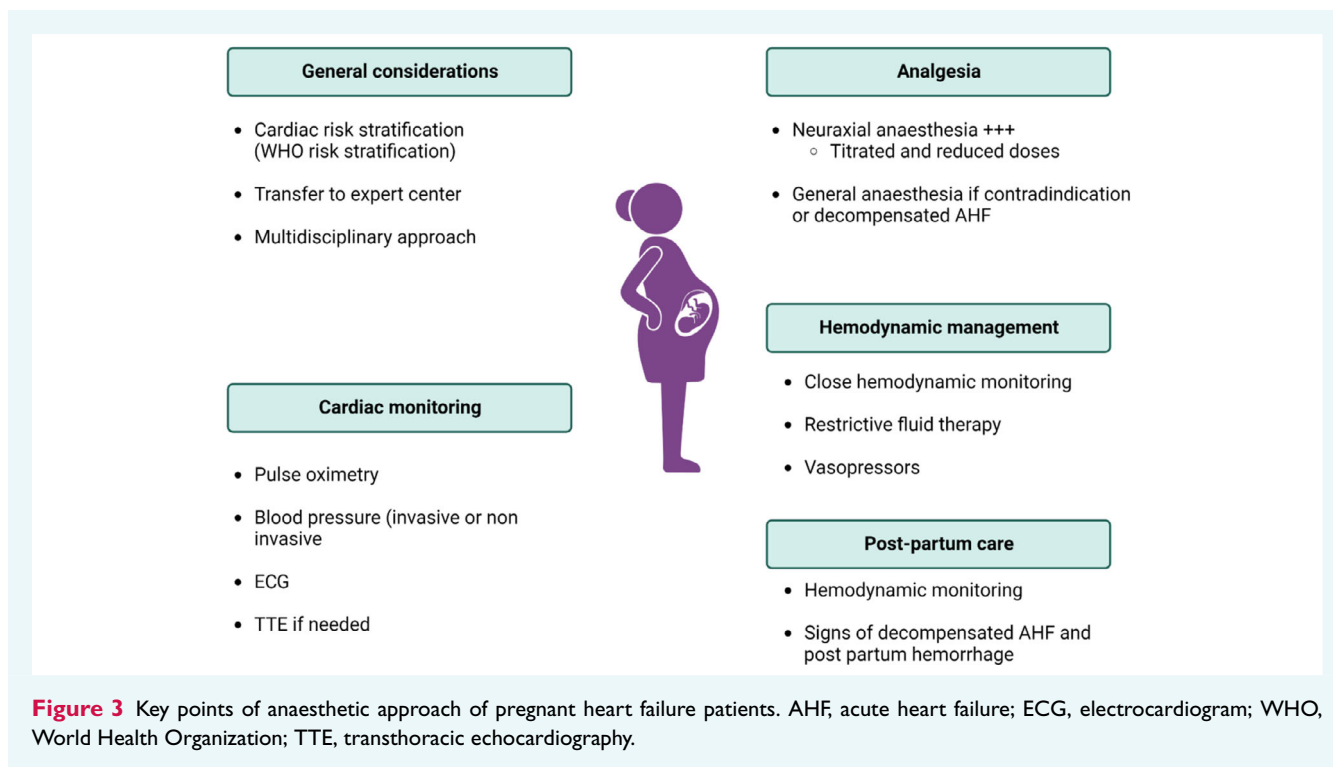 General considerations
• Cardiac risk stratification
(WHO risk stratification)
• Transfer to expert center
• Multidisciplinary approach
Cardiac monitoring
• Pulse oximetry
• Blood pressure (invasive or non
invasive
• ECG
• TTE if needed
Analgesia
• Neuraxial anaesthesia +++
○ Titrated and reduced doses
• General anaesthesia if contradindication
or decompensated AHF
Hemodynamic management
• Close hemodynamic monitoring
• Restrictive fluid therapy
• Vasopressors
Post-partum care
• Hemodynamic monitoring
• Signs of decompensated AHF and
post partum hemorrhage
Figure 3 Key points of anaesthetic approach of pregnant heart failure patients. AHF, acute heart failure; ECG, electrocardiogram; WHO,
World Health Organization; TTE, transthoracic echocardiography.